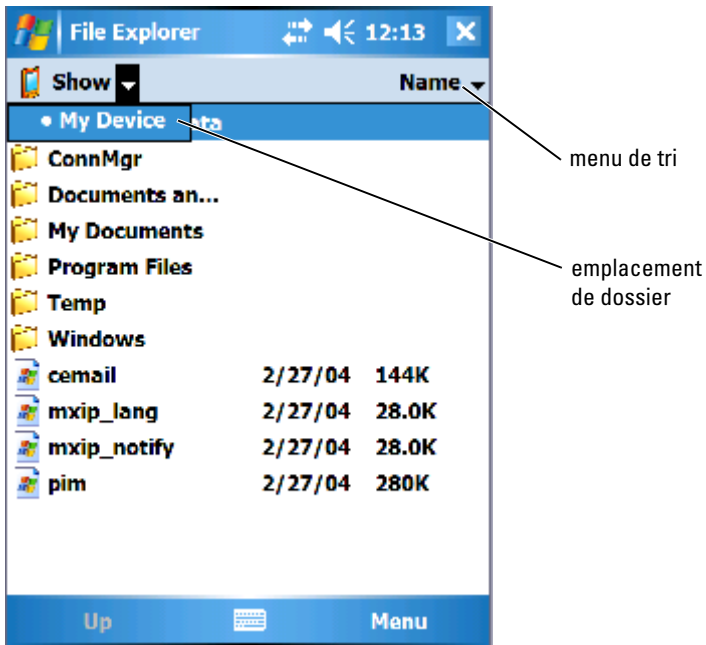 File Explorer 12:13
Show Name
• My Device ata
ConnMgr
Documents an...
My Documents
Program Files
Temp
Windows
cemail 2/27/04 144K
mxip_lang 2/27/04 28.0K
mxip_notify 2/27/04 28.0K
pim 2/27/04 280K
Up Menu
menu de tri
emplacement
de dossier